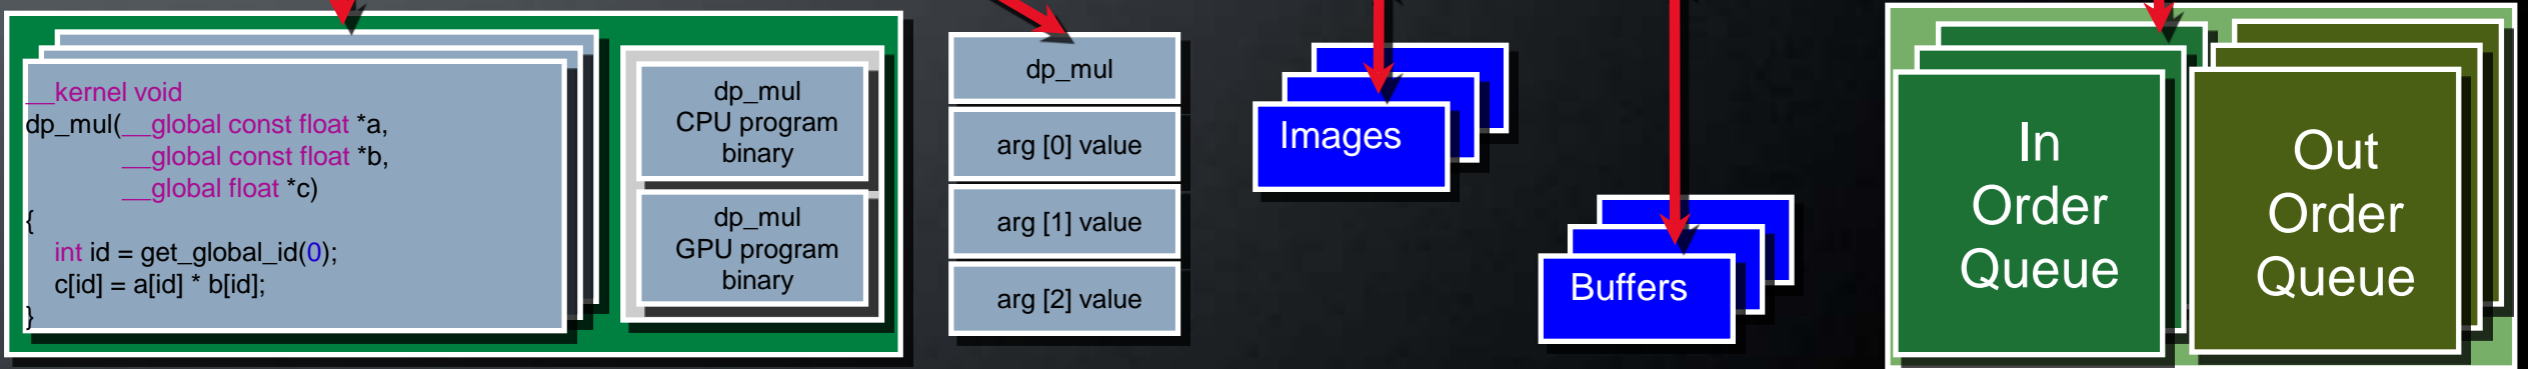 __kernel void
dp_mul(__global const float *a,
__global const float *b,
__global float *c)
{
int id = get_global_id(0);
c[id] = a[id] * b[id];
}
dp_mul
CPU program
binary
dp_mul
GPU program
binary
dp_mul
arg [0] value
arg [1] value
arg [2] value
Images
Buffers
In
Order
Queue
Out
Order
Queue